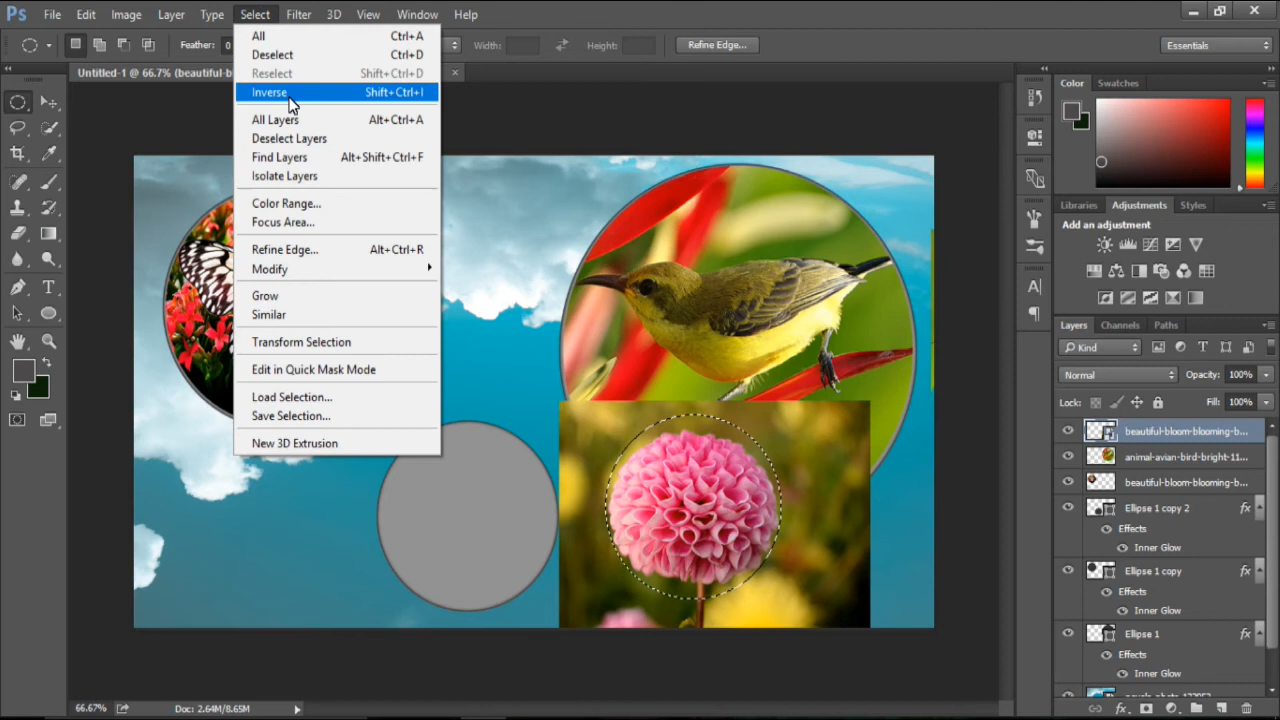 Ps File Edit Image Layer Type Select Filter 3D View Window Help
Feather: 0 Width: Height: Refine Edge... Essentials
Untitled-1 @ 66.7% (beautiful-b
All Ctrl+A
Deselect Ctrl+D
Reselect Shift+Ctrl+D
Inverse Shift+Ctrl+I
All Layers Alt+Ctrl+A
Deselect Layers
Find Layers Alt+Shift+Ctrl+F
Isolate Layers
Color Range...
Focus Area...
Refine Edge... Alt+Ctrl+R
Modify
Grow
Similar
Transform Selection
Edit in Quick Mask Mode
Load Selection...
Save Selection...
New 3D Extrusion
Color Swatches
Libraries Adjustments Styles
Add an adjustment
Layers Channels Paths
Kind
Normal Opacity: 100%
Lock: Fill: 100%
beautiful-bloom-blooming-b...
animal-avian-bird-bright-11...
beautiful-bloom-blooming-b...
Ellipse 1 copy 2 fx
Effects
Inner Glow
Ellipse 1 copy fx
Effects
Inner Glow
Ellipse 1 fx
Effects
Inner Glow
66.67% Doc: 2.64M/8.65M